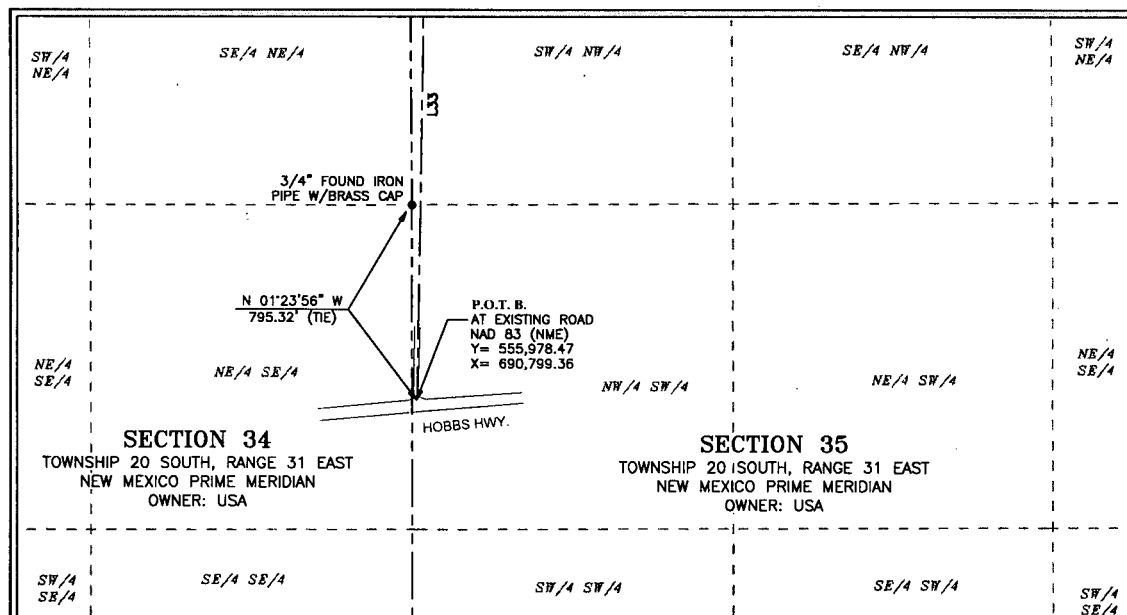 SW/4
NE/4
SE/4 NE/4
SW/4 NW/4
SE/4 NW/4
SW/4
NE/4
L33
3/4" FOUND IRON
PIPE W/BRASS CAP
N 01°23'56" W
795.32' (TIE)
P.O.T. B.
AT EXISTING ROAD
NAD 83 (NME)
Y= 555,978.47
X= 690,799.36
NE/4
SE/4
NE/4 SE/4
NW/4 SW/4
NE/4 SW/4
NE/4
SE/4
HOBBS HWY.
SECTION 34
TOWNSHIP 20 SOUTH, RANGE 31 EAST
NEW MEXICO PRIME MERIDIAN
OWNER: USA
SECTION 35
TOWNSHIP 20 SOUTH, RANGE 31 EAST
NEW MEXICO PRIME MERIDIAN
OWNER: USA
SW/4
SE/4
SE/4 SE/4
SW/4 SW/4
SE/4 SW/4
SW/4
SE/4